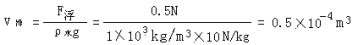 V排 = F浮/ρ水g = 0.5N/1×10³kg/m³×10N/kg = 0.5×10⁻⁴m³